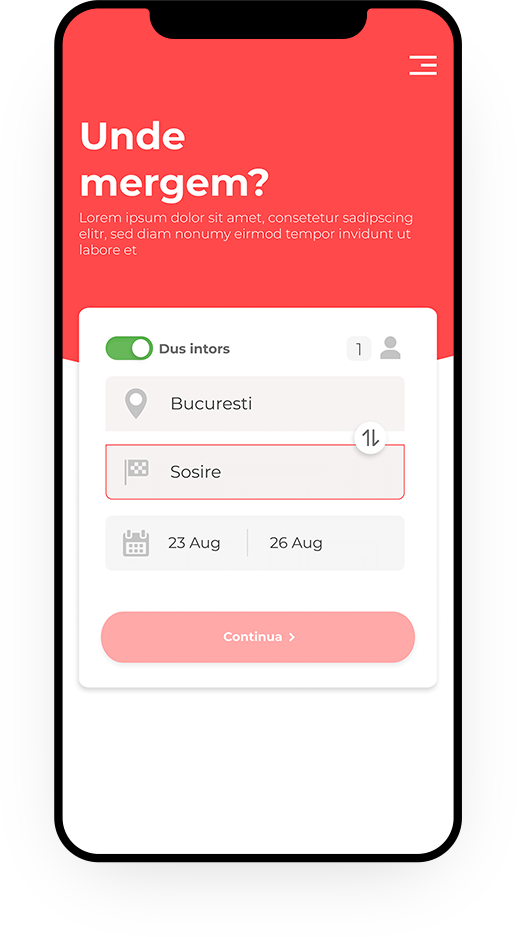 Unde
mergem?
Lorem ipsum dolor sit amet, consetetur sadipscing
elitr, sed diam nonumy eirmod tempor invidunt ut
labore et
Dus intors 1
Bucuresti
Sosire
23 Aug 26 Aug
Continua